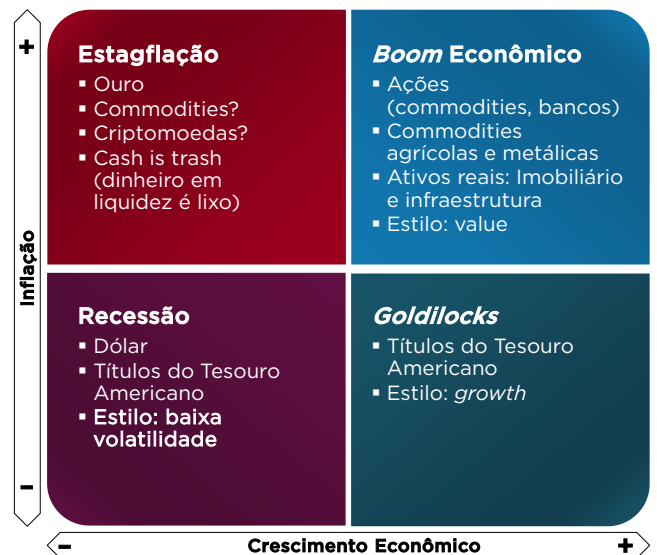 +
Estagflação
▪ Ouro
▪ Commodities?
▪ Criptomoedas?
▪ Cash is trash
(dinheiro em
liquidez é lixo)
Boom Econômico
▪ Ações
(commodities, bancos)
▪ Commodities
agrícolas e metálicas
▪ Ativos reais: Imobiliário
e infraestrutura
▪ Estilo: value
Inflação
Recessão
▪ Dólar
▪ Títulos do Tesouro
Americano
▪ Estilo: baixa
volatilidade
Goldilocks
▪ Títulos do Tesouro
Americano
▪ Estilo: growth
–
– Crescimento Econômico +